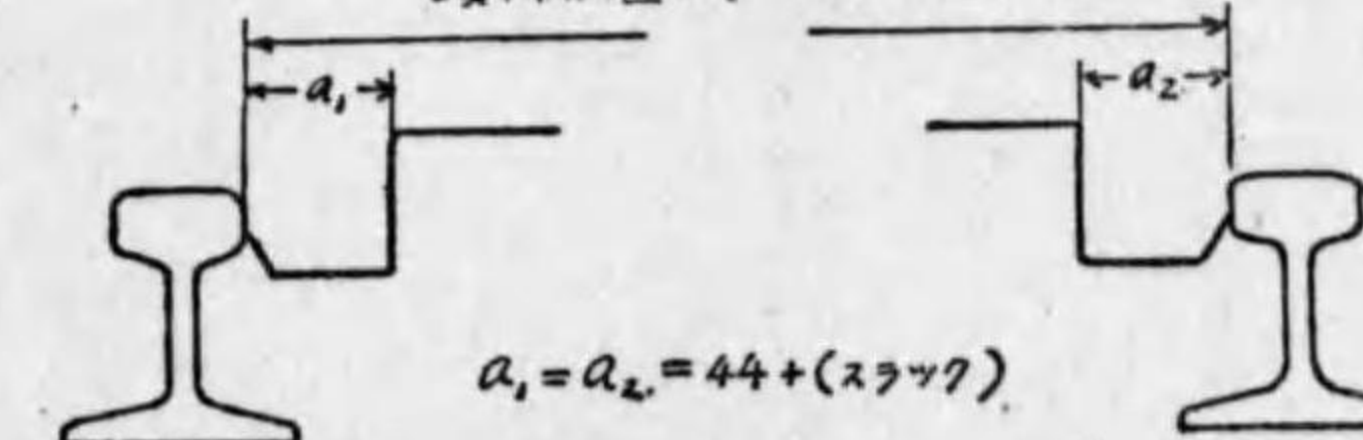 a₁
a₂
a₁ = a₂ = 44 + (スラック)